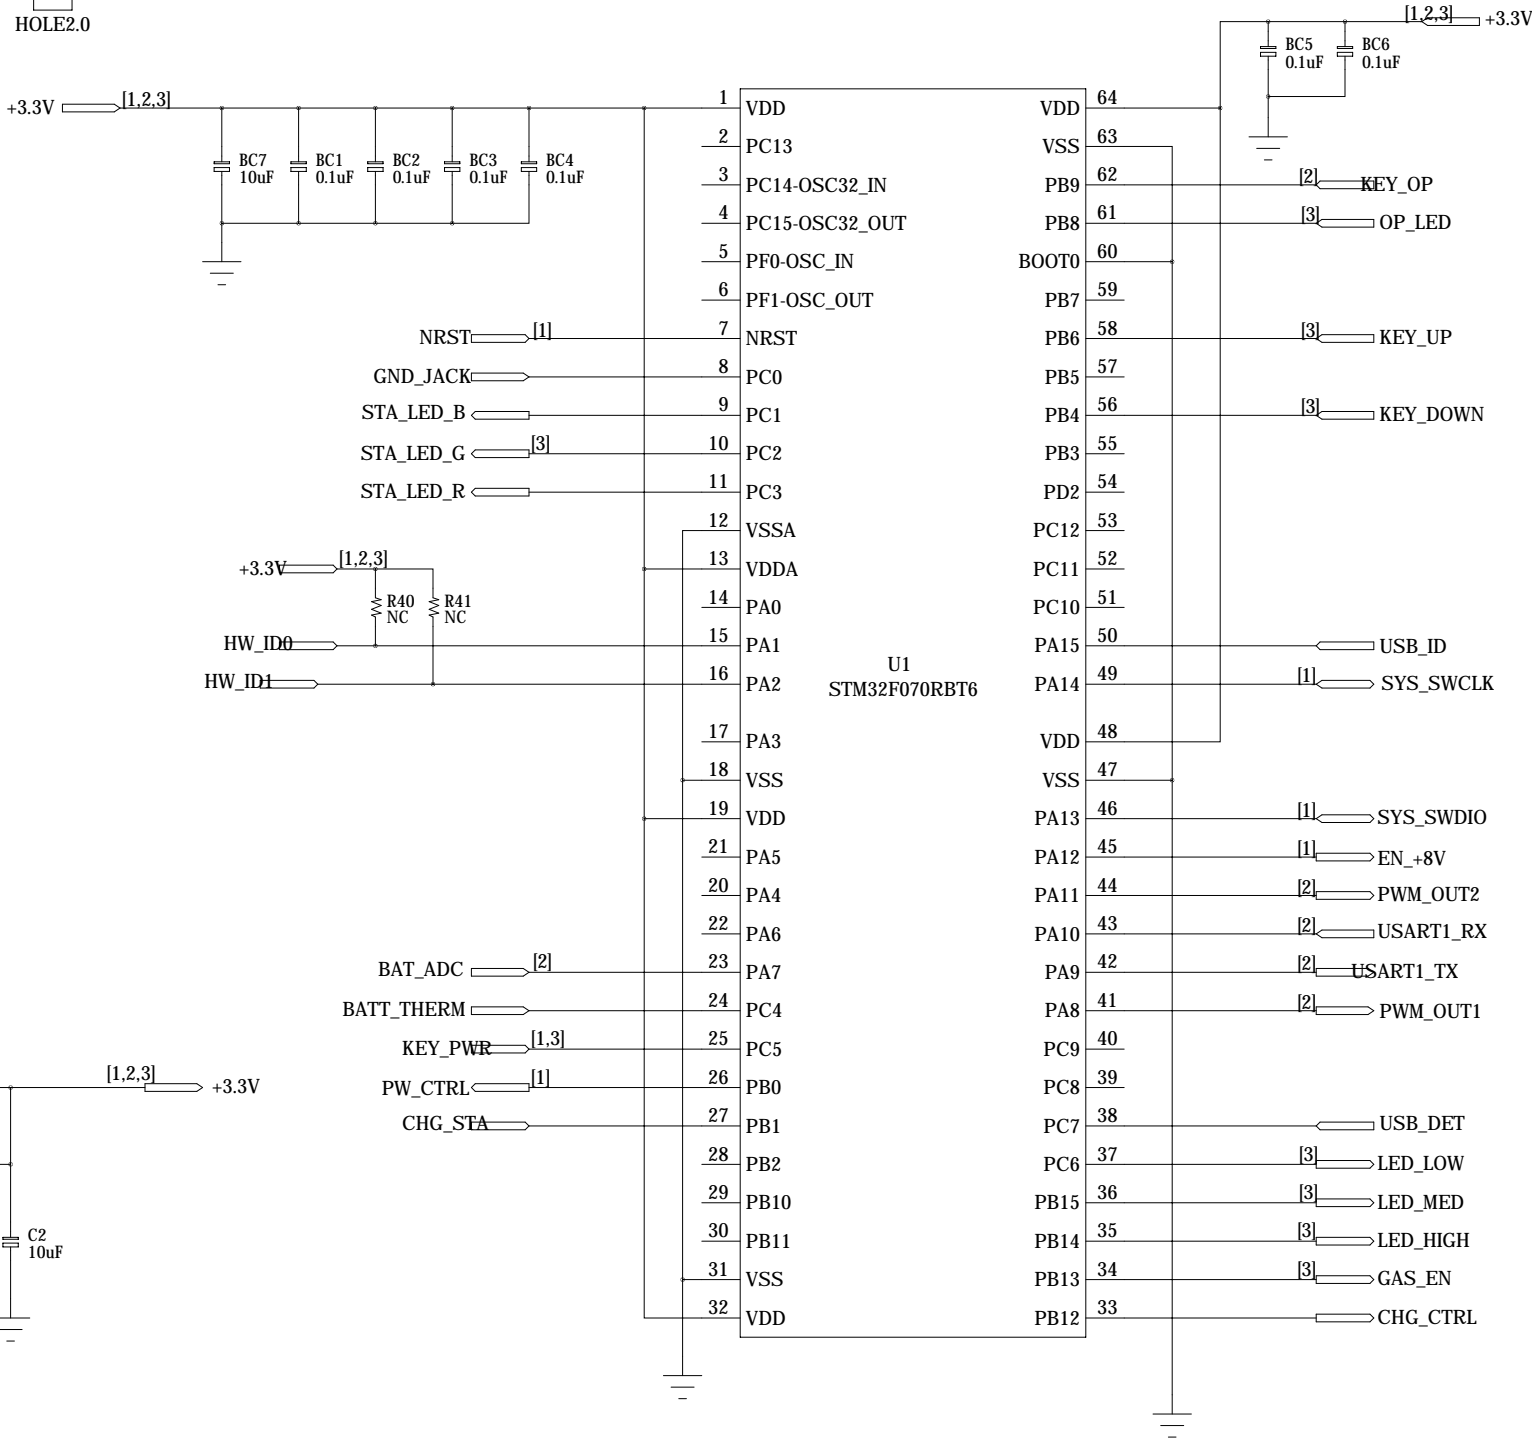 HOLE2.0
[1,2,3] +3.3V
BC5 0.1uF
BC6 0.1uF
+3.3V [1,2,3]
BC7 10uF
BC1 0.1uF
BC2 0.1uF
BC3 0.1uF
BC4 0.1uF
1 VDD
2 PC13
3 PC14-OSC32_IN
4 PC15-OSC32_OUT
5 PF0-OSC_IN
6 PF1-OSC_OUT
NRST [1] 7 NRST
GND_JACK 8 PC0
STA_LED_B 9 PC1
STA_LED_G [3] 10 PC2
STA_LED_R 11 PC3
12 VSSA
+3.3V [1,2,3]
13 VDDA
R40 NC
R41 NC
14 PA0
HW_ID0 15 PA1
HW_ID1 16 PA2
17 PA3
18 VSS
19 VDD
21 PA5
20 PA4
22 PA6
BAT_ADC [2] 23 PA7
BATT_THERM 24 PC4
KEY_PWR [1,3] 25 PC5
PW_CTRL [1] 26 PB0
CHG_STA 27 PB1
28 PB2
29 PB10
30 PB11
31 VSS
32 VDD
U1
STM32F070RBT6
VDD 64
VSS 63
PB9 62 [2] KEY_OP
PB8 61 [3] OP_LED
BOOT0 60
PB7 59
PB6 58 [3] KEY_UP
PB5 57
PB4 56 [3] KEY_DOWN
PB3 55
PD2 54
PC12 53
PC11 52
PC10 51
PA15 50 USB_ID
PA14 49 [1] SYS_SWCLK
VDD 48
VSS 47
PA13 46 [1] SYS_SWDIO
PA12 45 [1] EN_+8V
PA11 44 [2] PWM_OUT2
PA10 43 [2] USART1_RX
PA9 42 [2] USART1_TX
PA8 41 [2] PWM_OUT1
PC9 40
PC8 39
PC7 38 USB_DET
PC6 37 [3] LED_LOW
PB15 36 [3] LED_MED
PB14 35 [3] LED_HIGH
PB13 34 [3] GAS_EN
PB12 33 CHG_CTRL
[1,2,3] +3.3V
C2
10uF